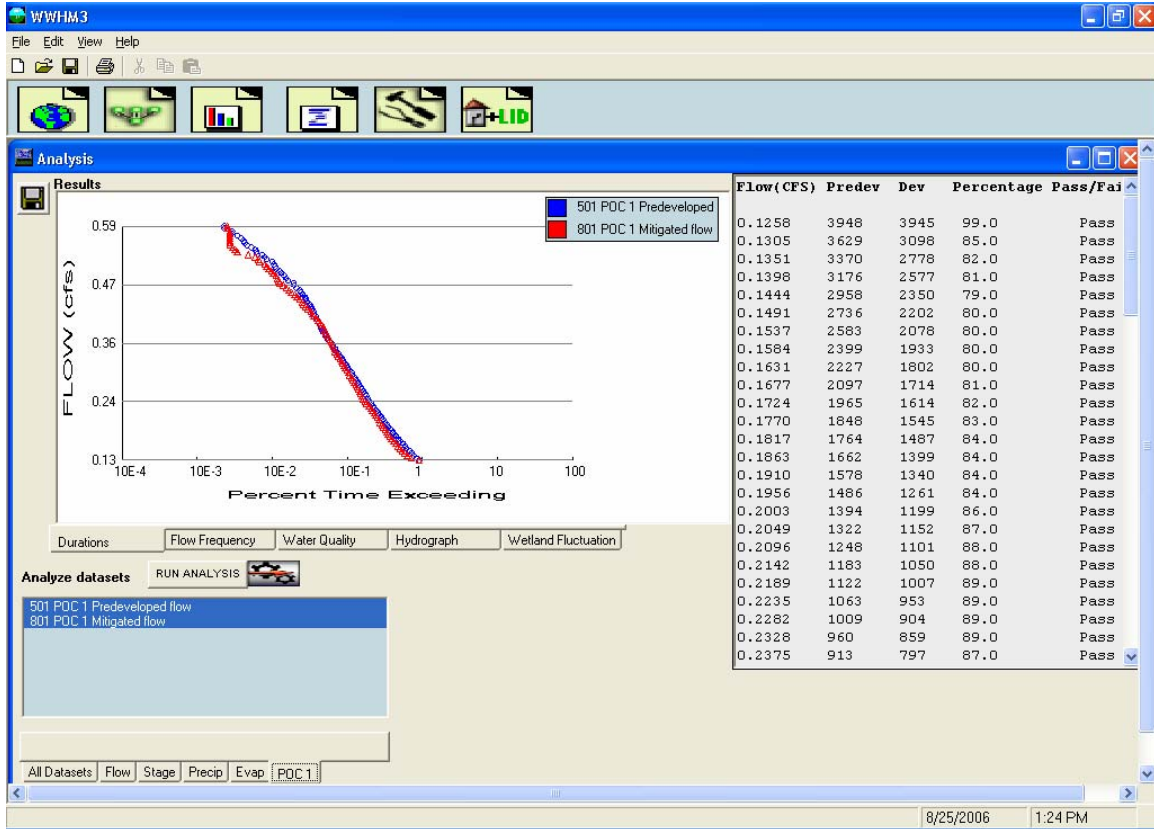 WWHM3
File Edit View Help
+LID
Analysis
Results
501 POC 1 Predeveloped
801 POC 1 Mitigated flow
FLOW (cfs)
0.59
0.47
0.36
0.24
0.13
10E-4 10E-3 10E-2 10E-1 1 10 100
Percent Time Exceeding
Durations Flow Frequency Water Quality Hydrograph Wetland Fluctuation
Analyze datasets RUN ANALYSIS
501 POC 1 Predeveloped flow
801 POC 1 Mitigated flow
All Datasets Flow Stage Precip Evap POC 1
Flow(CFS) Predev Dev Percentage Pass/Fai
0.1258 3948 3945 99.0 Pass
0.1305 3629 3098 85.0 Pass
0.1351 3370 2778 82.0 Pass
0.1398 3176 2577 81.0 Pass
0.1444 2958 2350 79.0 Pass
0.1491 2736 2202 80.0 Pass
0.1537 2583 2078 80.0 Pass
0.1584 2399 1933 80.0 Pass
0.1631 2227 1802 80.0 Pass
0.1677 2097 1714 81.0 Pass
0.1724 1965 1614 82.0 Pass
0.1770 1848 1545 83.0 Pass
0.1817 1764 1487 84.0 Pass
0.1863 1662 1399 84.0 Pass
0.1910 1578 1340 84.0 Pass
0.1956 1486 1261 84.0 Pass
0.2003 1394 1199 86.0 Pass
0.2049 1322 1152 87.0 Pass
0.2096 1248 1101 88.0 Pass
0.2142 1183 1050 88.0 Pass
0.2189 1122 1007 89.0 Pass
0.2235 1063 953 89.0 Pass
0.2282 1009 904 89.0 Pass
0.2328 960 859 89.0 Pass
0.2375 913 797 87.0 Pass
8/25/2006 1:24 PM